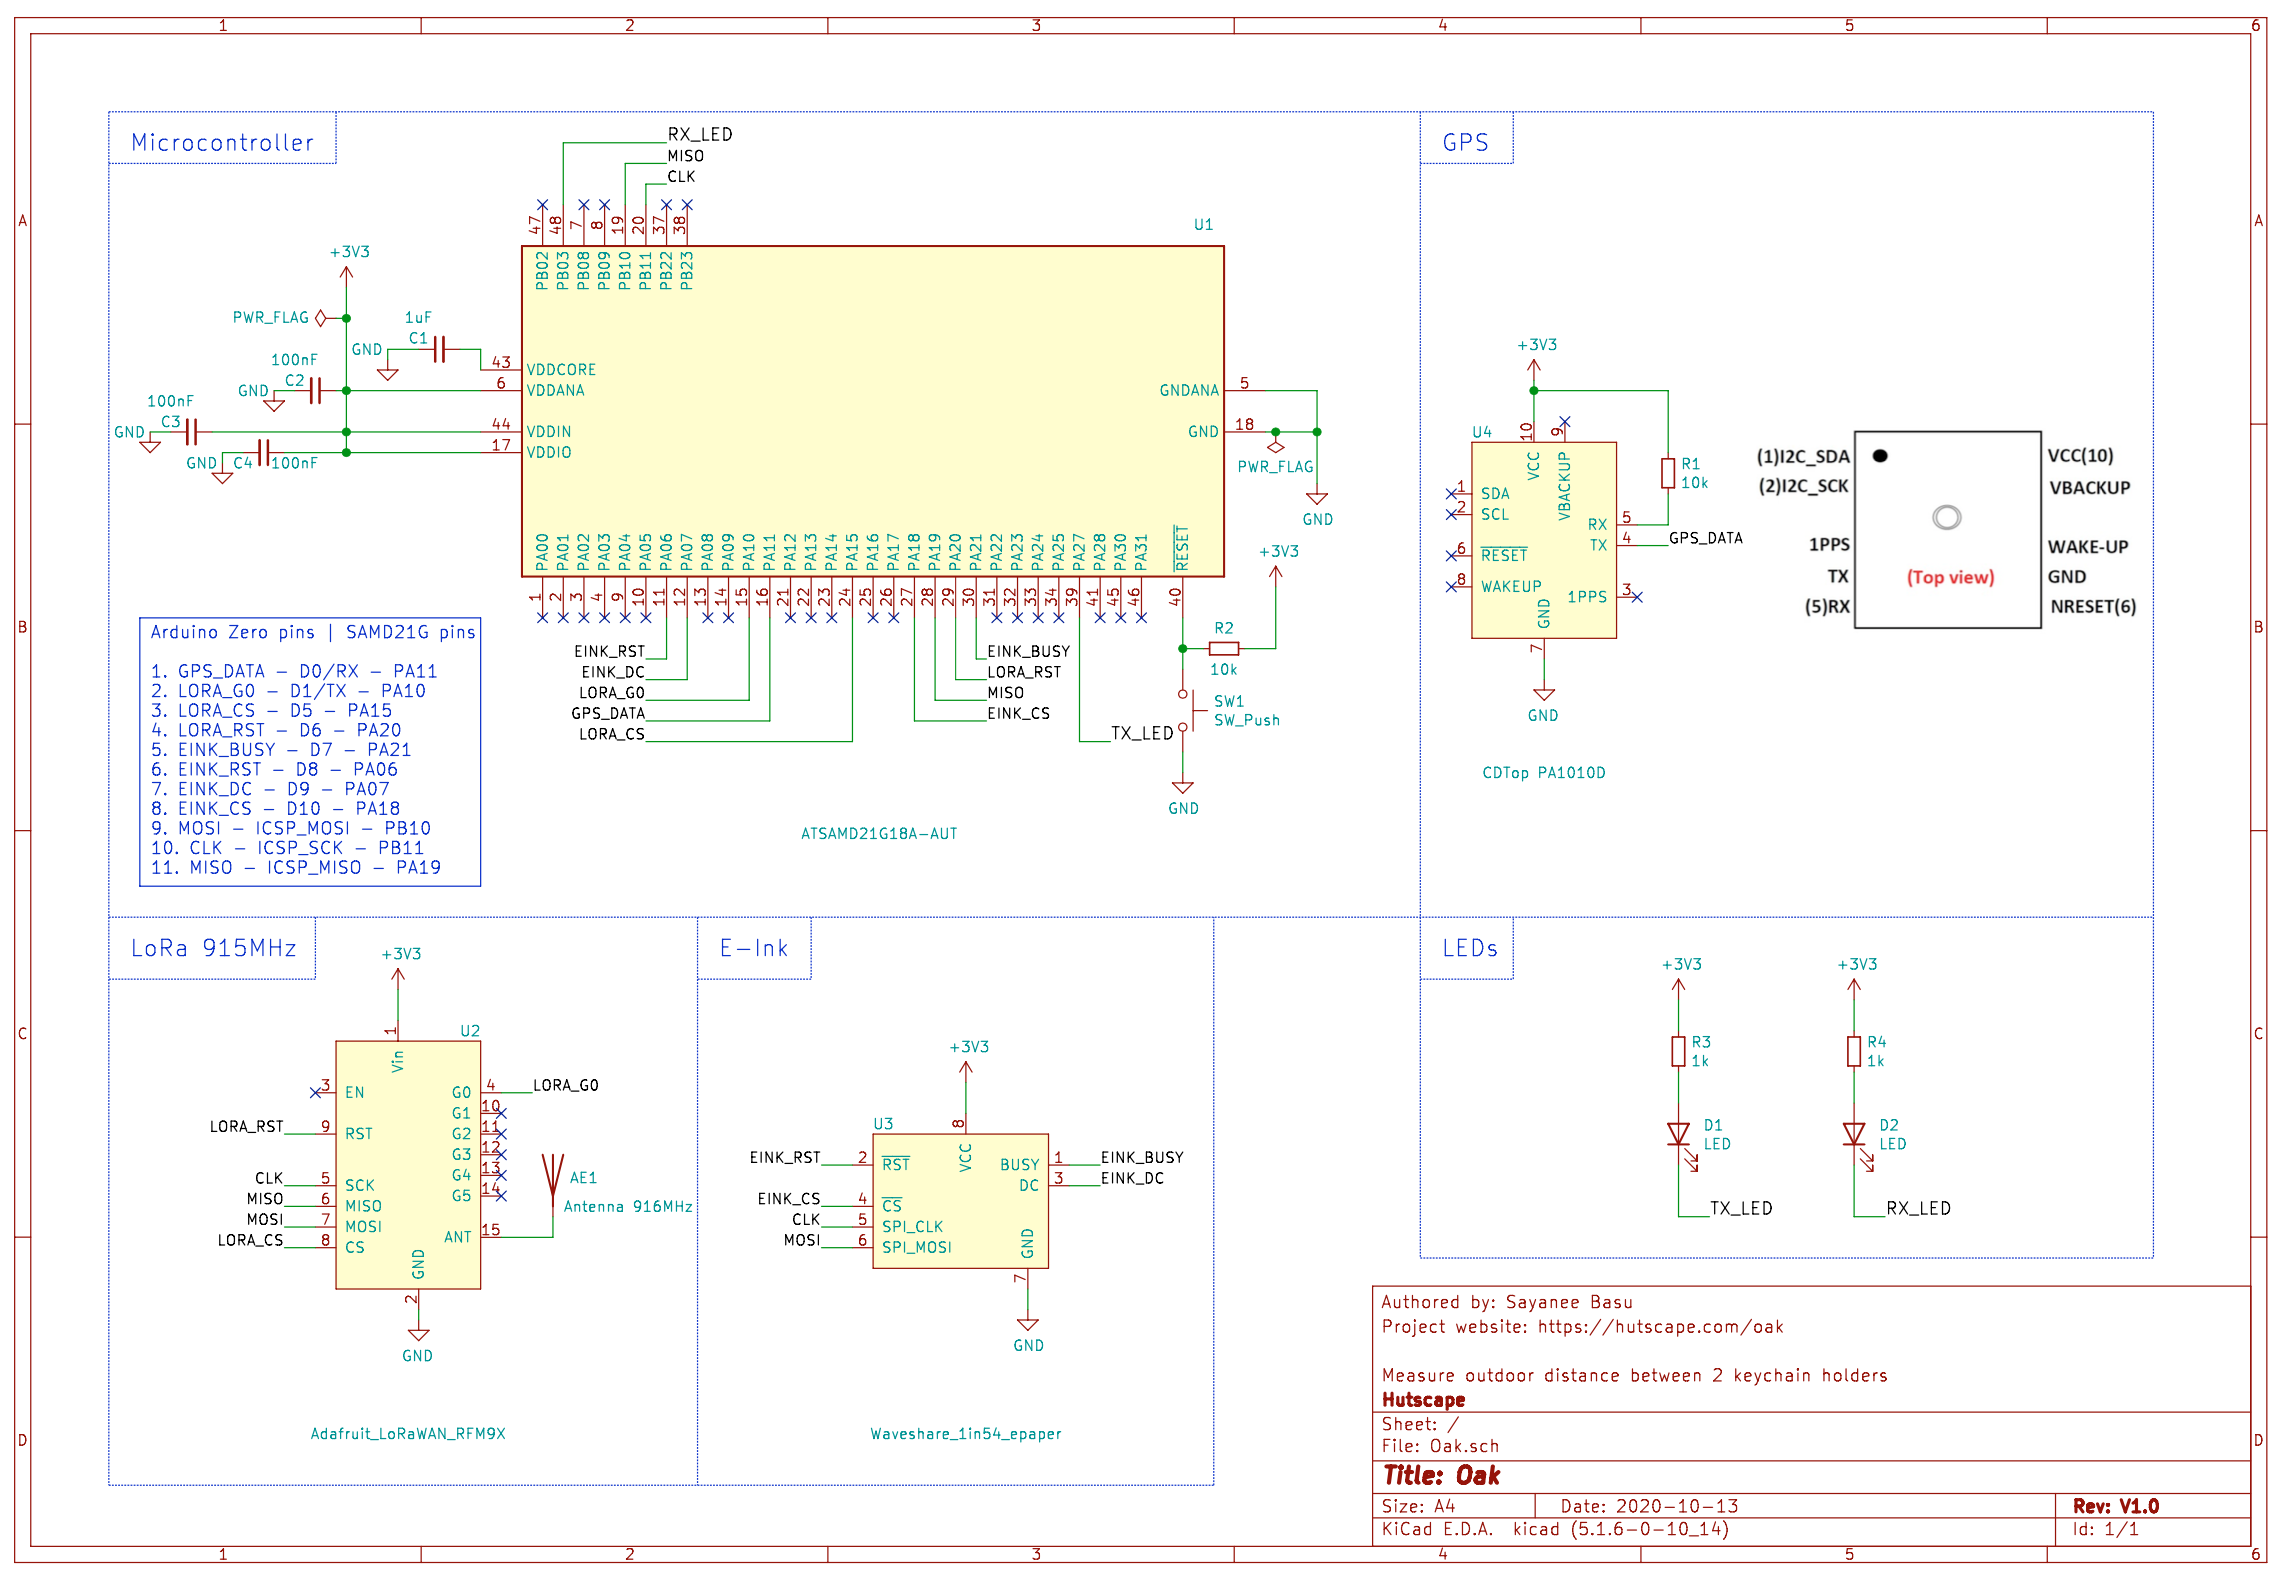 1 2 3 4 5 6
A
B
C
D
Microcontroller
RX_LED
MISO
CLK
47 48 7 8 19 20 37 38
PB02 PB03 PB08 PB09 PB10 PB11 PB22 PB23
U1
+3V3
PWR_FLAG
1uF
C1
GND
100nF
C2
GND
100nF
C3
GND
GND
C4
100nF
43 VDDCORE
6 VDDANA
44 VDDIN
17 VDDIO
GNDANA 5
GND 18
PWR_FLAG
GND
PA00 PA01 PA02 PA03 PA04 PA05 PA06 PA07 PA08 PA09 PA10 PA11 PA12 PA13 PA14 PA15 PA16 PA17 PA18 PA19 PA20 PA21 PA22 PA23 PA24 PA25 PA27 PA28 PA30 PA31 RESET
1 2 3 4 9 10 11 12 13 14 15 16 21 22 23 24 25 26 27 28 29 30 31 32 33 34 39 41 45 46 40
EINK_RST
EINK_DC
LORA_G0
GPS_DATA
LORA_CS
EINK_BUSY
LORA_RST
MISO
EINK_CS
TX_LED
+3V3
R2
10k
SW1
SW_Push
GND
ATSAMD21G18A-AUT
Arduino Zero pins | SAMD21G pins
1. GPS_DATA - D0/RX - PA11
2. LORA_G0 - D1/TX - PA10
3. LORA_CS - D5 - PA15
4. LORA_RST - D6 - PA20
5. EINK_BUSY - D7 - PA21
6. EINK_RST - D8 - PA06
7. EINK_DC - D9 - PA07
8. EINK_CS - D10 - PA18
9. MOSI - ICSP_MOSI - PB10
10. CLK - ICSP_SCK - PB11
11. MISO - ICSP_MISO - PA19
GPS
+3V3
U4
10 9
VCC VBACKUP
1 SDA
2 SCL
6 RESET
8 WAKEUP
RX 5
TX 4
1PPS 3
GND
7
GND
R1
10k
GPS_DATA
CDTop PA1010D
(1)I2C_SDA
(2)I2C_SCK
1PPS
TX
(5)RX
(Top view)
VCC(10)
VBACKUP
WAKE-UP
GND
NRESET(6)
LoRa 915MHz
+3V3
1
U2
Vin
3 EN
LORA_RST 9 RST
CLK 5 SCK
MISO 6 MISO
MOSI 7 MOSI
LORA_CS 8 CS
G0 4 LORA_G0
G1 10
G2 11
G3 12
G4 13
G5 14
ANT 15
GND
2
GND
AE1
Antenna 916MHz
Adafruit_LoRaWAN_RFM9X
E-Ink
+3V3
8
U3
VCC
EINK_RST 2 RST
EINK_CS 4 CS
CLK 5 SPI_CLK
MOSI 6 SPI_MOSI
BUSY 1 EINK_BUSY
DC 3 EINK_DC
GND
7
GND
Waveshare_1in54_epaper
LEDs
+3V3
R3
1k
D1
LED
TX_LED
+3V3
R4
1k
D2
LED
RX_LED
Authored by: Sayanee Basu
Project website: https://hutscape.com/oak
Measure outdoor distance between 2 keychain holders
Hutscape
Sheet: /
File: Oak.sch
Title: Oak
Size: A4 Date: 2020-10-13 Rev: V1.0
KiCad E.D.A. kicad (5.1.6-0-10_14) Id: 1/1
A
B
C
D
1 2 3 4 5 6